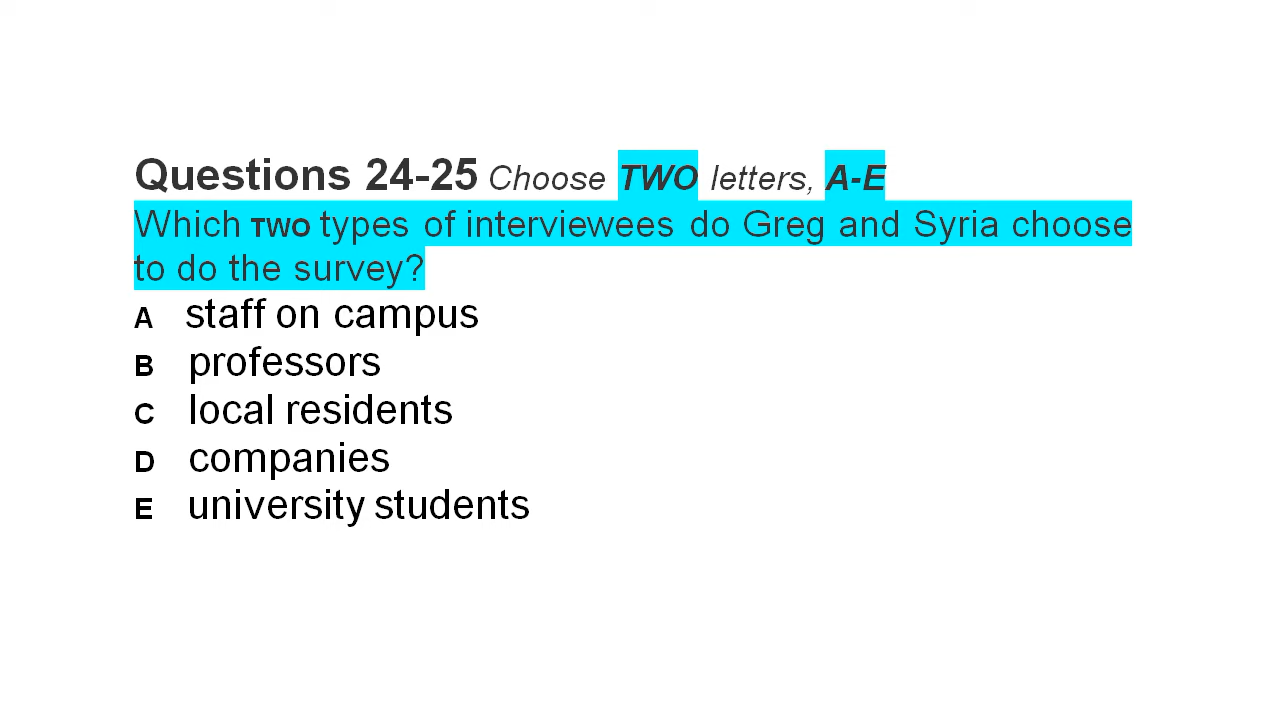 Questions 24-25 Choose TWO letters, A-E
Which TWO types of interviewees do Greg and Syria choose
to do the survey?
A staff on campus
B professors
C local residents
D companies
E university students